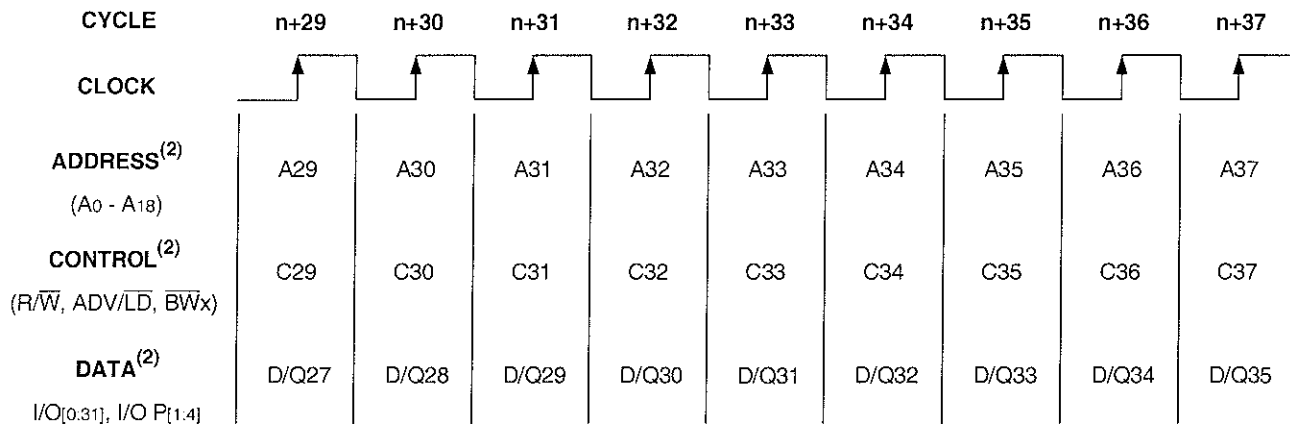 CYCLE n+29 n+30 n+31 n+32 n+33 n+34 n+35 n+36 n+37
CLOCK
ADDRESS(2) A29 A30 A31 A32 A33 A34 A35 A36 A37
(A0 - A18)
CONTROL(2) C29 C30 C31 C32 C33 C34 C35 C36 C37
(R/W̅, ADV/L̅D̅, B̅W̅x)
DATA(2) D/Q27 D/Q28 D/Q29 D/Q30 D/Q31 D/Q32 D/Q33 D/Q34 D/Q35
I/O[0:31], I/O P[1:4]